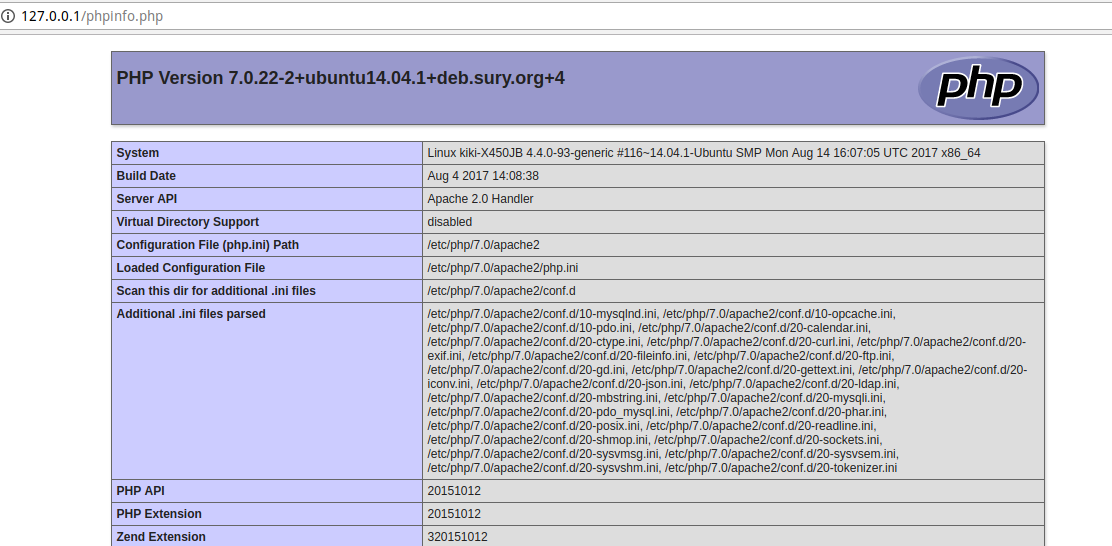 127.0.0.1/phpinfo.php
PHP Version 7.0.22-2+ubuntu14.04.1+deb.sury.org+4
php
System Linux kiki-X450JB 4.4.0-93-generic #116~14.04.1-Ubuntu SMP Mon Aug 14 16:07:05 UTC 2017 x86_64
Build Date Aug 4 2017 14:08:38
Server API Apache 2.0 Handler
Virtual Directory Support disabled
Configuration File (php.ini) Path /etc/php/7.0/apache2
Loaded Configuration File /etc/php/7.0/apache2/php.ini
Scan this dir for additional .ini files /etc/php/7.0/apache2/conf.d
Additional .ini files parsed /etc/php/7.0/apache2/conf.d/10-mysqlnd.ini, /etc/php/7.0/apache2/conf.d/10-opcache.ini,
/etc/php/7.0/apache2/conf.d/10-pdo.ini, /etc/php/7.0/apache2/conf.d/20-calendar.ini,
/etc/php/7.0/apache2/conf.d/20-ctype.ini, /etc/php/7.0/apache2/conf.d/20-curl.ini, /etc/php/7.0/apache2/conf.d/20-
exif.ini, /etc/php/7.0/apache2/conf.d/20-fileinfo.ini, /etc/php/7.0/apache2/conf.d/20-ftp.ini,
/etc/php/7.0/apache2/conf.d/20-gd.ini, /etc/php/7.0/apache2/conf.d/20-gettext.ini, /etc/php/7.0/apache2/conf.d/20-
iconv.ini, /etc/php/7.0/apache2/conf.d/20-json.ini, /etc/php/7.0/apache2/conf.d/20-ldap.ini,
/etc/php/7.0/apache2/conf.d/20-mbstring.ini, /etc/php/7.0/apache2/conf.d/20-mysqli.ini,
/etc/php/7.0/apache2/conf.d/20-pdo_mysql.ini, /etc/php/7.0/apache2/conf.d/20-phar.ini,
/etc/php/7.0/apache2/conf.d/20-posix.ini, /etc/php/7.0/apache2/conf.d/20-readline.ini,
/etc/php/7.0/apache2/conf.d/20-shmop.ini, /etc/php/7.0/apache2/conf.d/20-sockets.ini,
/etc/php/7.0/apache2/conf.d/20-sysvmsg.ini, /etc/php/7.0/apache2/conf.d/20-sysvsem.ini,
/etc/php/7.0/apache2/conf.d/20-sysvshm.ini, /etc/php/7.0/apache2/conf.d/20-tokenizer.ini
PHP API 20151012
PHP Extension 20151012
Zend Extension 320151012